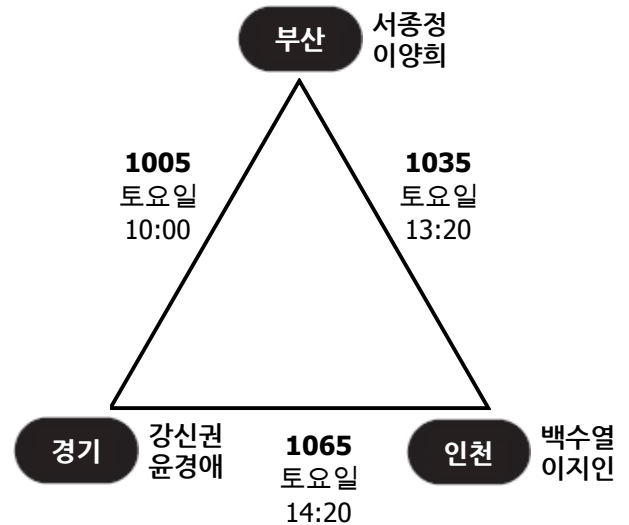 부산
서종정
이양희
1005
토요일
10:00
1035
토요일
13:20
경기
강신권
윤경애
1065
토요일
14:20
인천
백수열
이지인